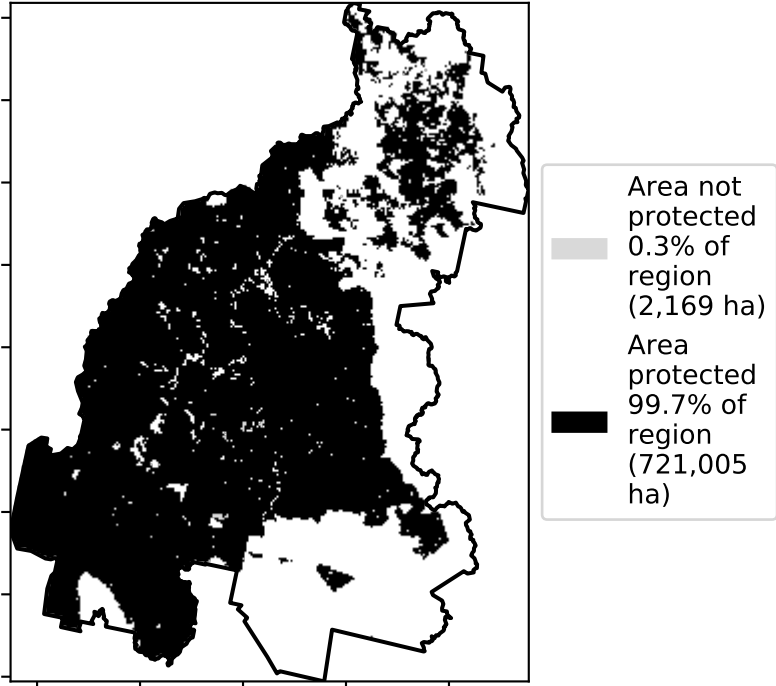 Area not
protected
0.3% of
region
(2,169 ha)
Area
protected
99.7% of
region
(721,005
ha)